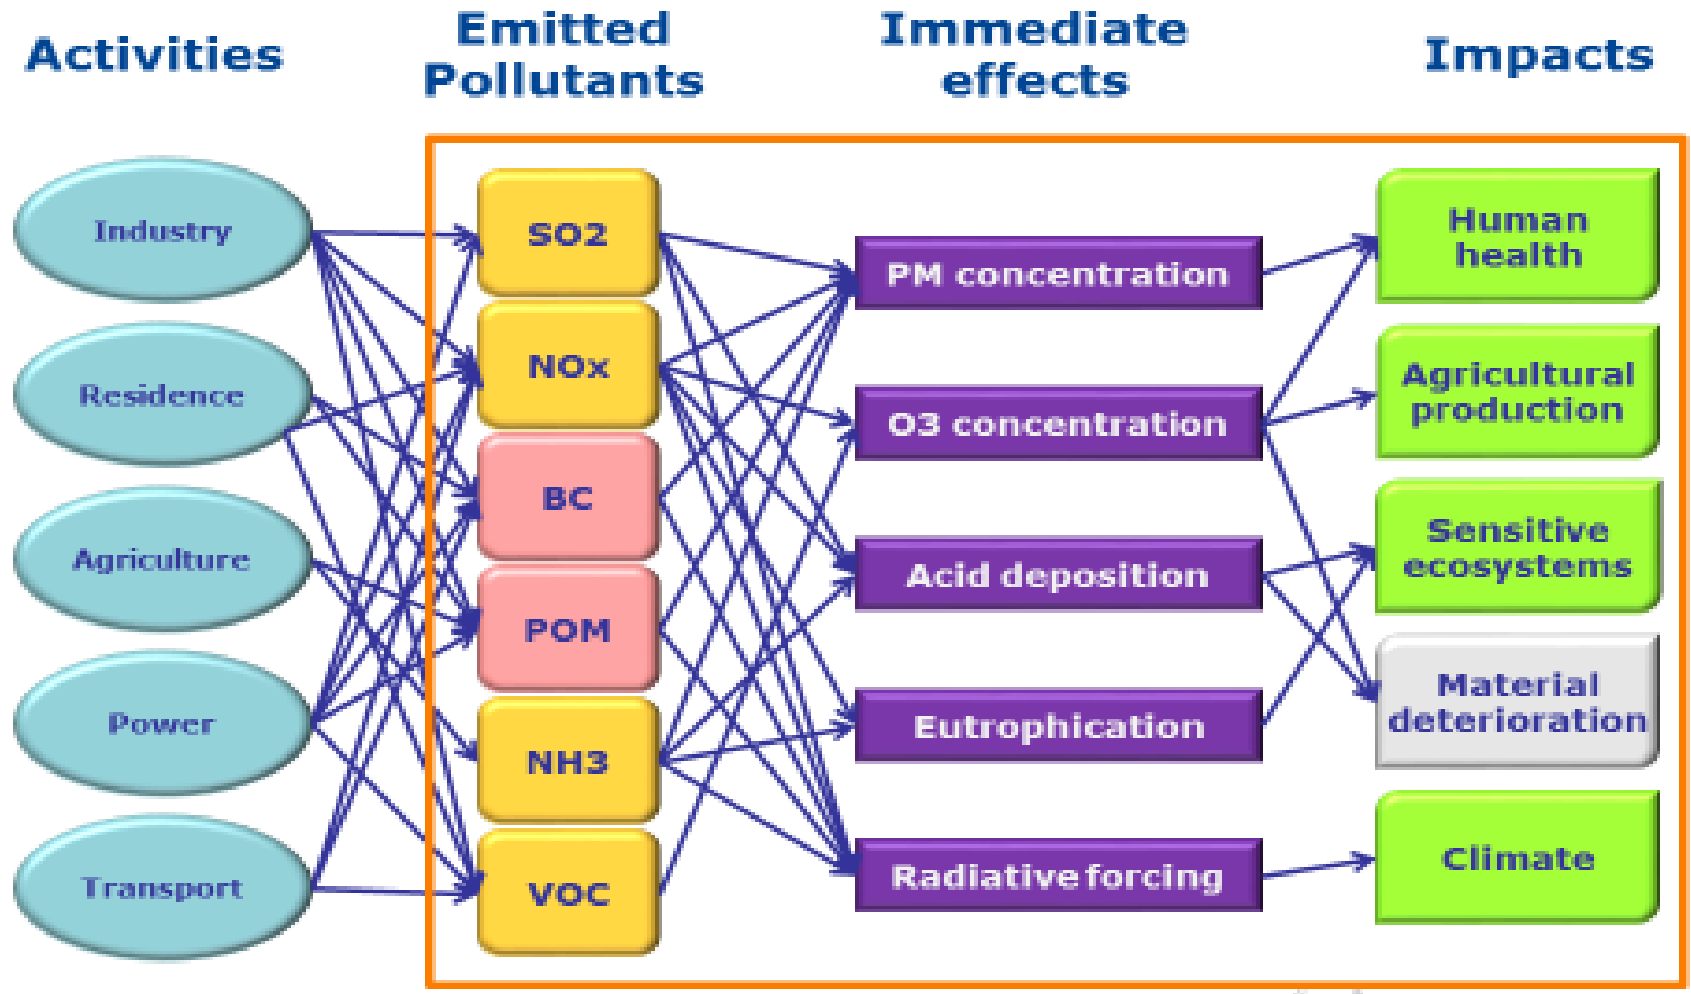 Activities
Emitted
Pollutants
Immediate
effects
Impacts
Industry
Residence
Agriculture
Power
Transport
SO2
NOx
BC
POM
NH3
VOC
PM concentration
O3 concentration
Acid deposition
Eutrophication
Radiative forcing
Human
health
Agricultural
production
Sensitive
ecosystems
Material
deterioration
Climate